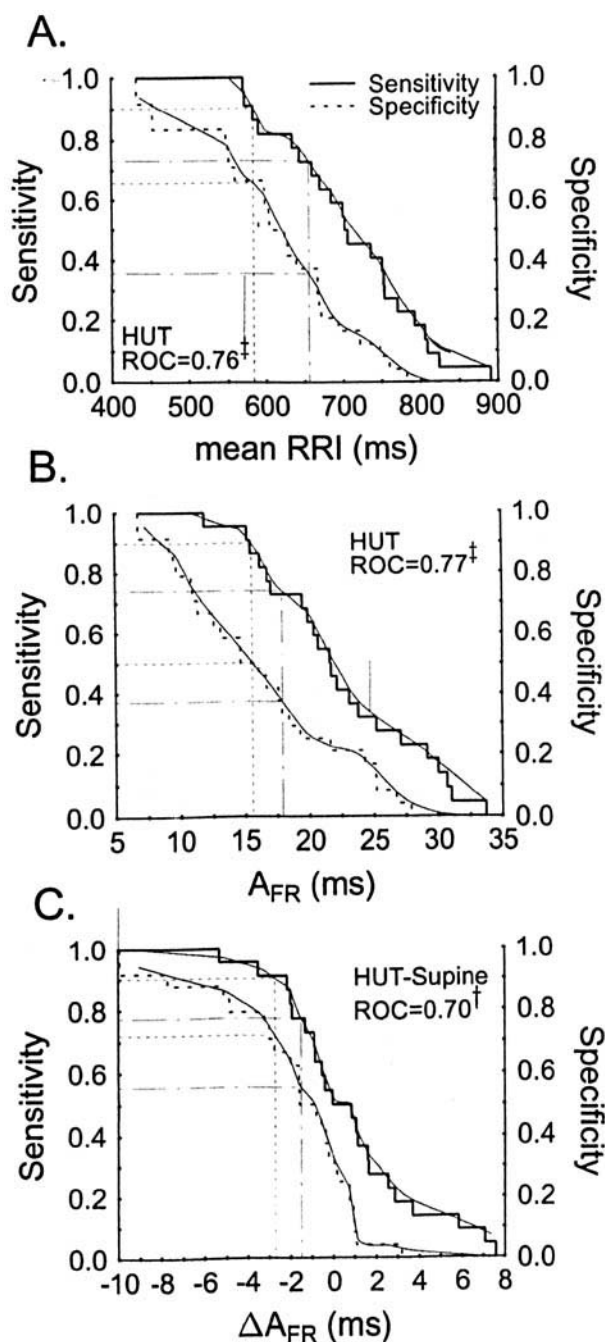 A.
Sensitivity
Specificity
1.0
0.8
0.6
0.4
0.2
0.0
Sensitivity
1.0
0.8
0.6
0.4
0.2
0.0
Specificity
HUT
ROC=0.76‡
400 500 600 700 800 900
mean RRI (ms)
B.
1.0
0.8
0.6
0.4
0.2
0.0
Sensitivity
1.0
0.8
0.6
0.4
0.2
0.0
Specificity
HUT
ROC=0.77‡
5 10 15 20 25 30 35
AFR (ms)
C.
1.0
0.8
0.6
0.4
0.2
0.0
Sensitivity
1.0
0.8
0.6
0.4
0.2
0.0
Specificity
HUT-Supine
ROC=0.70†
-10 -8 -6 -4 -2 0 2 4 6 8
ΔAFR (ms)